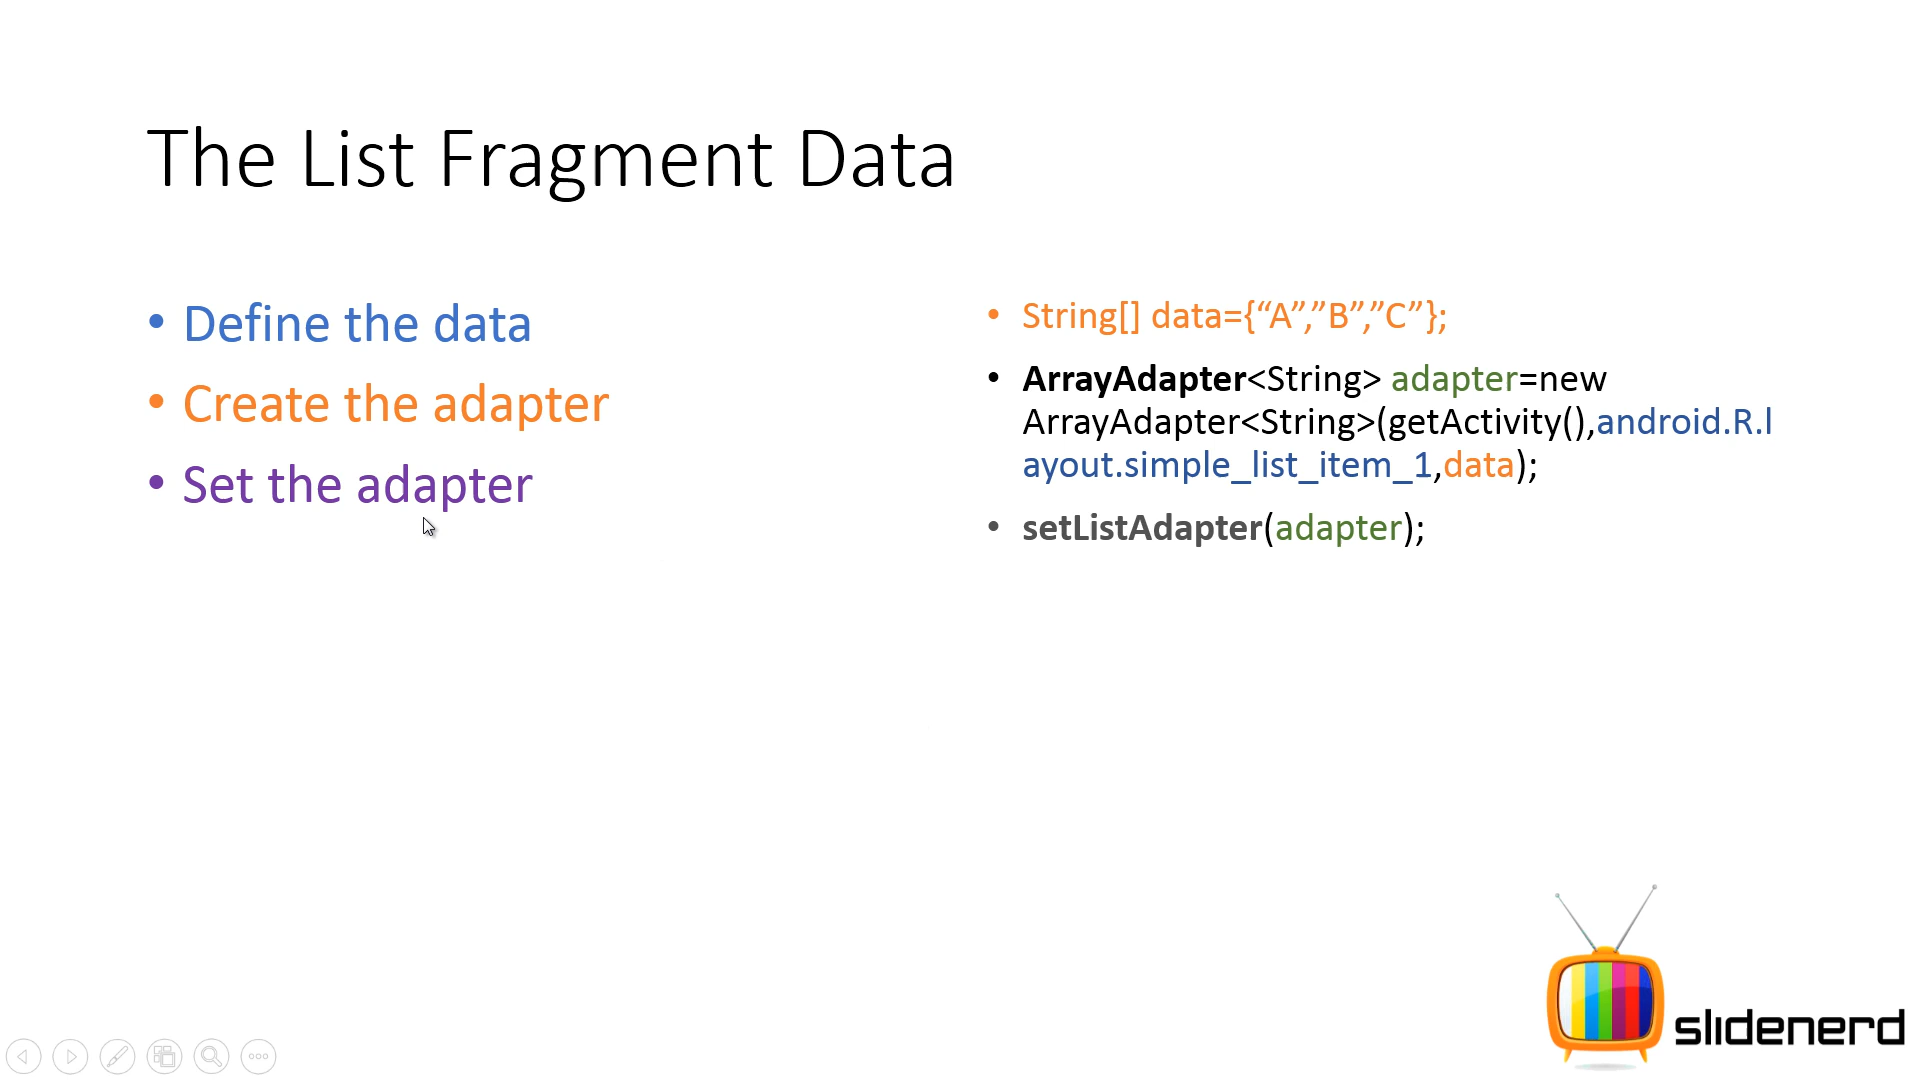 The List Fragment Data
• Define the data
• Create the adapter
• Set the adapter
• String[] data={“A”,”B”,”C”};
• ArrayAdapter<String> adapter=new
ArrayAdapter<String>(getActivity(),android.R.l
ayout.simple_list_item_1,data);
• setListAdapter(adapter);
slidenerd